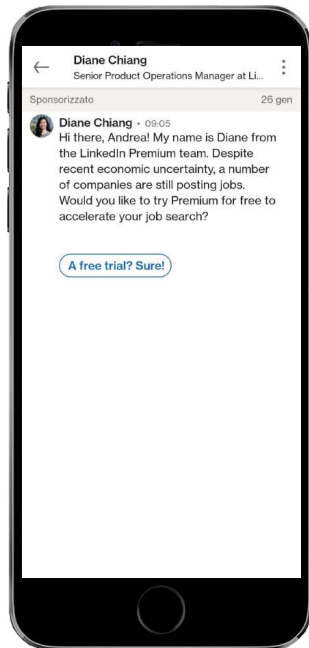 Diane Chiang
Senior Product Operations Manager at Li...
Sponsorizzato
26 gen
Diane Chiang • 09:05
Hi there, Andrea! My name is Diane from
the LinkedIn Premium team. Despite
recent economic uncertainty, a number
of companies are still posting jobs.
Would you like to try Premium for free to
accelerate your job search?
A free trial? Sure!